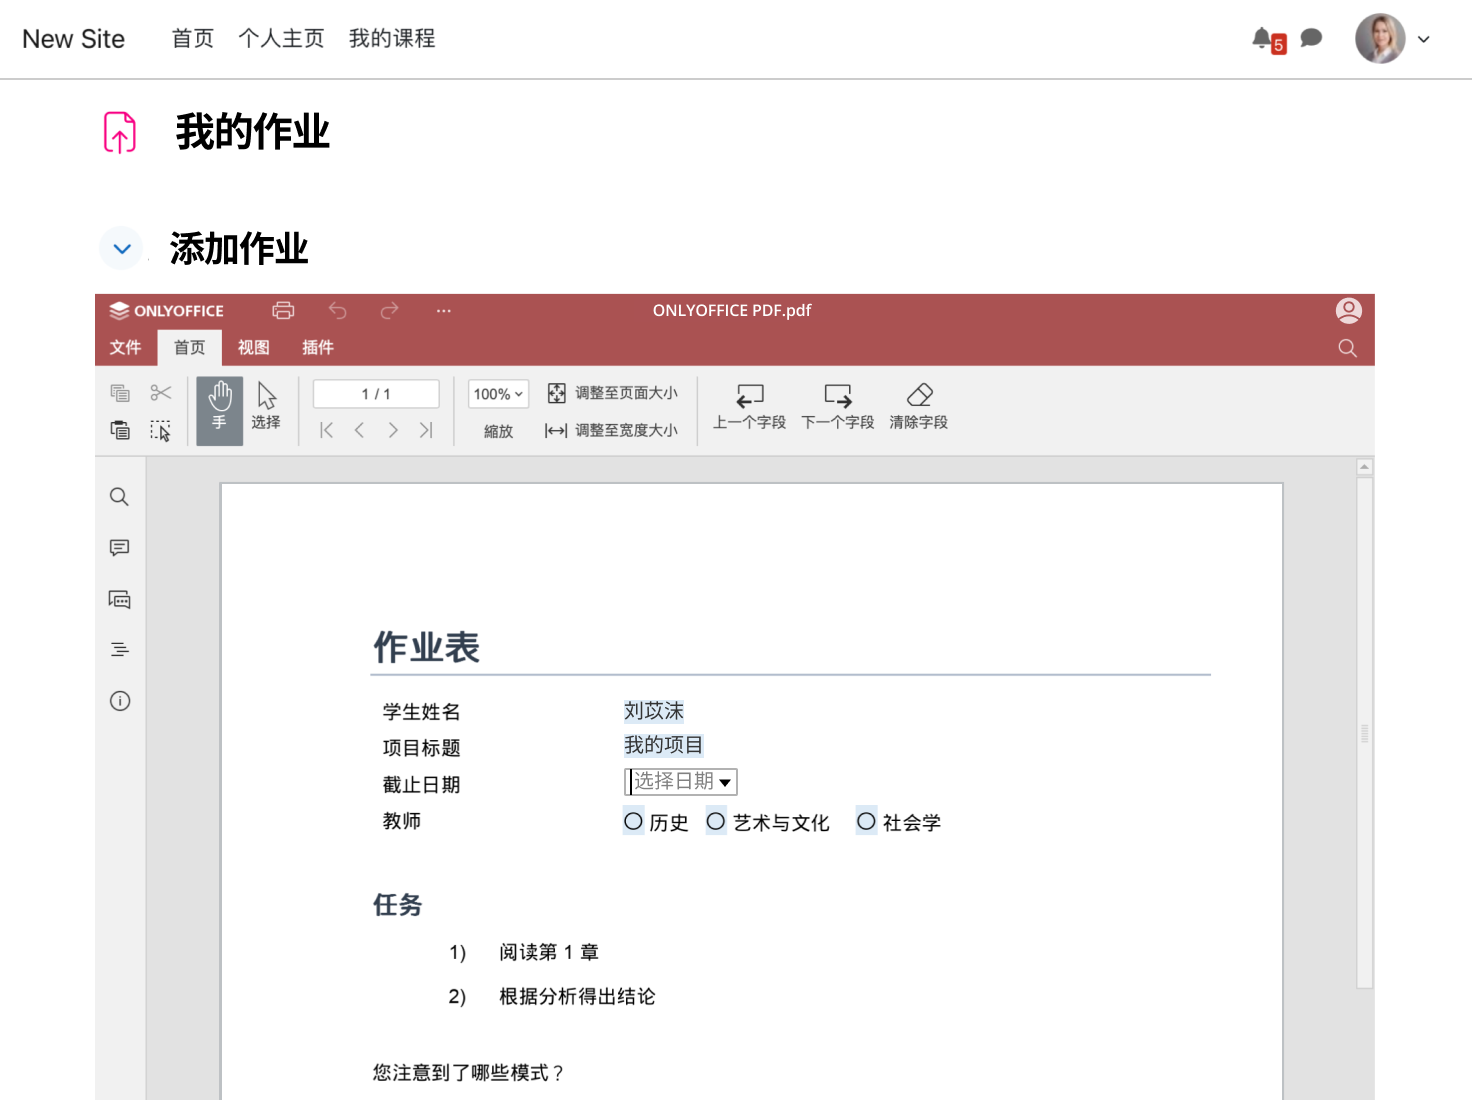 New Site 首页 个人主页 我的课程 5
我的作业
添加作业
ONLYOFFICE ONLYOFFICE PDF.pdf
文件 首页 视图 插件
手 选择 1 / 1 100% 调整至页面大小 上一个字段 下一个字段 清除字段
縮放 调整至宽度大小
作业表
学生姓名 刘苡沫
项目标题 我的项目
截止日期 选择日期
教师 历史 艺术与文化 社会学
任务
1) 阅读第 1 章
2) 根据分析得出结论
您注意到了哪些模式？